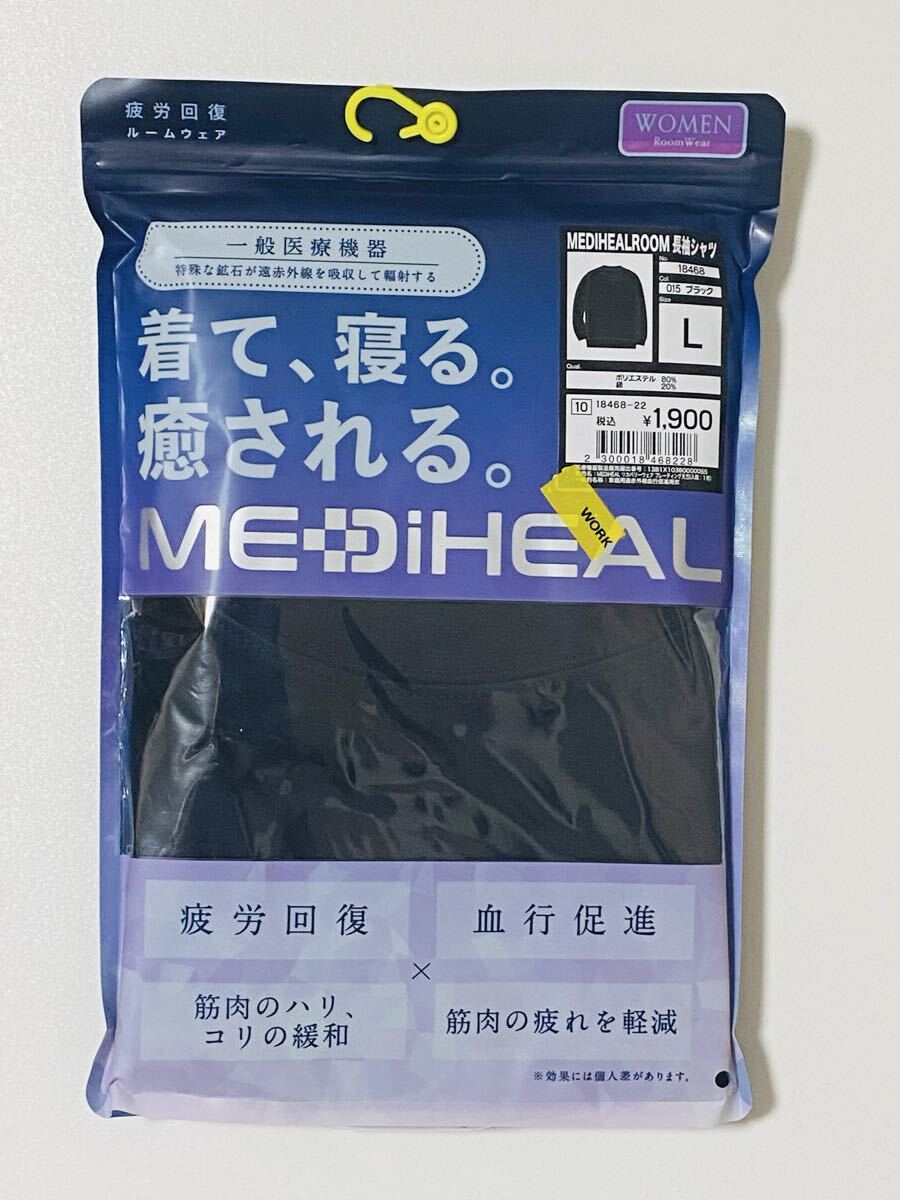 疲労回復
ルームウェア
WOMEN
RoomWear
一般医療機器
特殊な鉱石が遠赤外線を吸収して輻射する
着て、寝る。
癒される。
MEDiHEAL
MEDIHEALROOM 長袖シャツ
No
18468
Col.
015 ブラック
Size
L
Qual.
ポリエステル 80%
綿 20%
10 18468-22
税込 ¥1,900
2 300018 468228
WORK
疲労回復
血行促進
×
筋肉のハリ、
コリの緩和
筋肉の疲れを軽減
※効果には個人差があります。